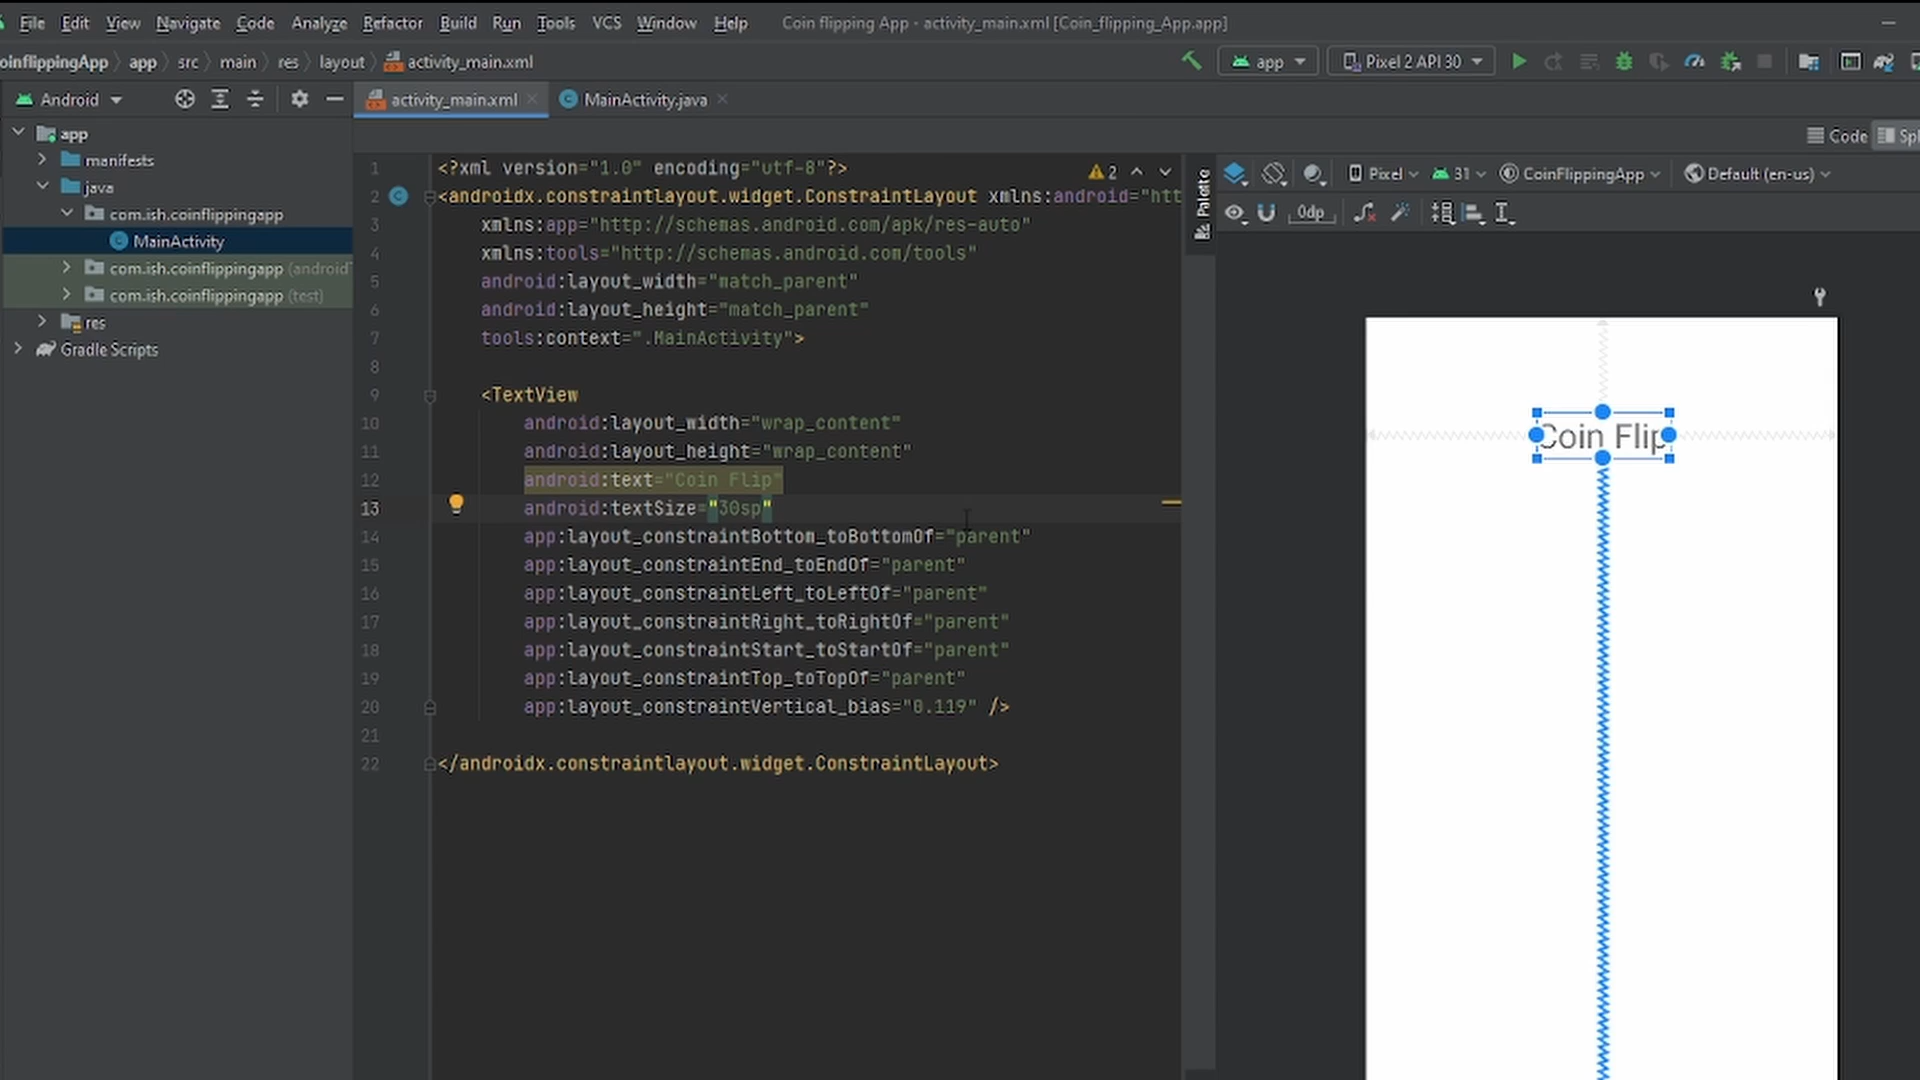 File Edit View Navigate Code Analyze Refactor Build Run Tools VCS Window Help Coin flipping App - activity_main.xml [Coin_flipping_App.app]
oinflippingApp app src main res layout activity_main.xml app Pixel 2 API 30
Android activity_main.xml MainActivity.java
Code Spl
app
manifests
java
com.ish.coinflippingapp
MainActivity
com.ish.coinflippingapp (android
com.ish.coinflippingapp (test)
res
Gradle Scripts
1 <?xml version="1.0" encoding="utf-8"?>
2 <androidx.constraintlayout.widget.ConstraintLayout xmlns:android="htt
3 xmlns:app="http://schemas.android.com/apk/res-auto"
4 xmlns:tools="http://schemas.android.com/tools"
5 android:layout_width="match_parent"
6 android:layout_height="match_parent"
7 tools:context=".MainActivity">
8
9 <TextView
10 android:layout_width="wrap_content"
11 android:layout_height="wrap_content"
12 android:text="Coin Flip"
13 android:textSize="30sp"
14 app:layout_constraintBottom_toBottomOf="parent"
15 app:layout_constraintEnd_toEndOf="parent"
16 app:layout_constraintLeft_toLeftOf="parent"
17 app:layout_constraintRight_toRightOf="parent"
18 app:layout_constraintStart_toStartOf="parent"
19 app:layout_constraintTop_toTopOf="parent"
20 app:layout_constraintVertical_bias="0.119" />
21
22 </androidx.constraintlayout.widget.ConstraintLayout>
2
Palette
Pixel 31 CoinFlippingApp Default (en-us)
0dp
Coin Flip